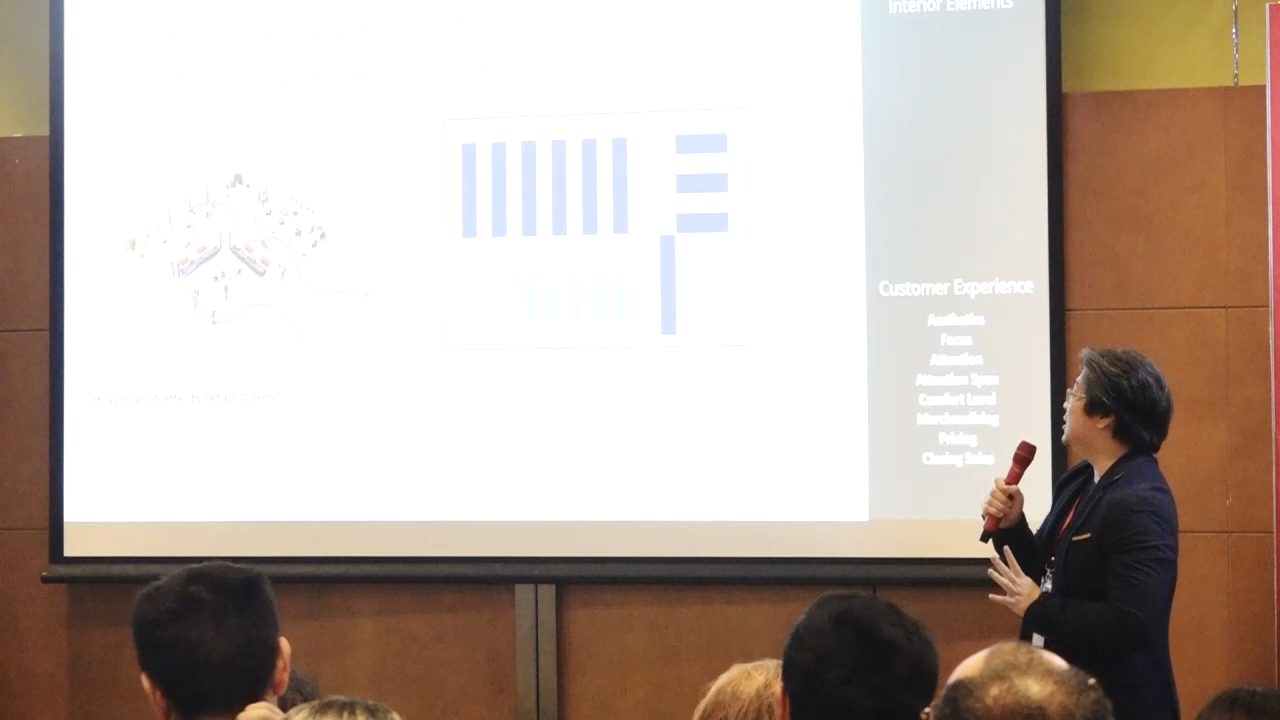 Interior Elements
Customer Experience
Aesthetics
Focus
Attention
Attention Span
Comfort Level
Merchandising
Pricing
Closing Sales